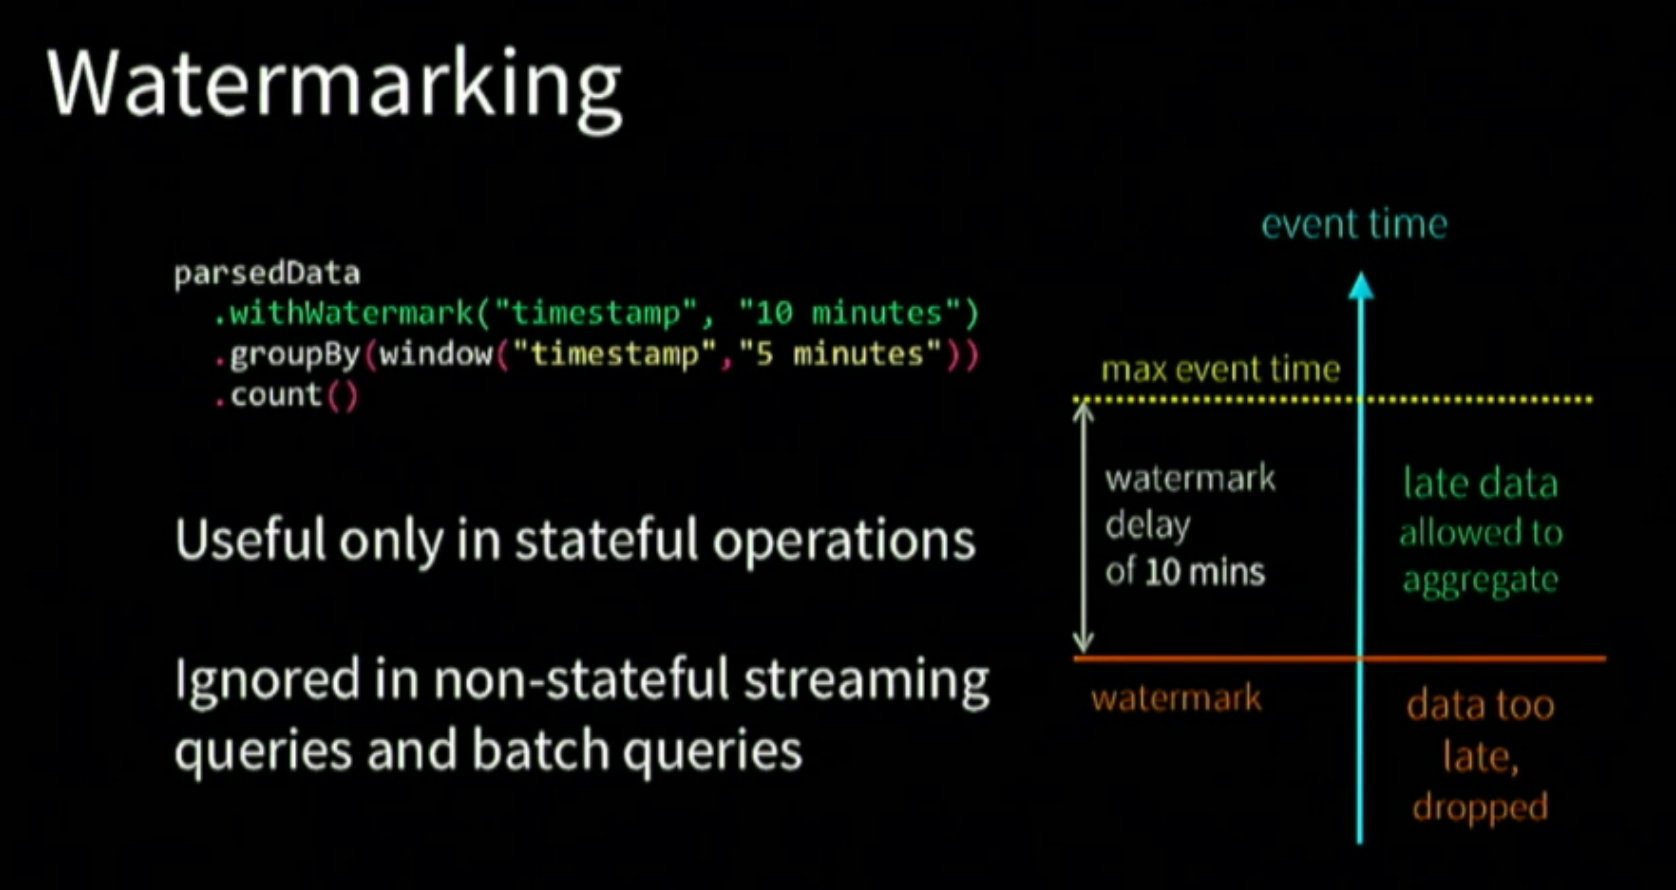 Watermarking
parsedData
.withWatermark("timestamp", "10 minutes")
.groupBy(window("timestamp","5 minutes"))
.count()
Useful only in stateful operations
Ignored in non-stateful streaming
queries and batch queries
event time
max event time
watermark
delay
of 10 mins
late data
allowed to
aggregate
watermark
data too
late,
dropped